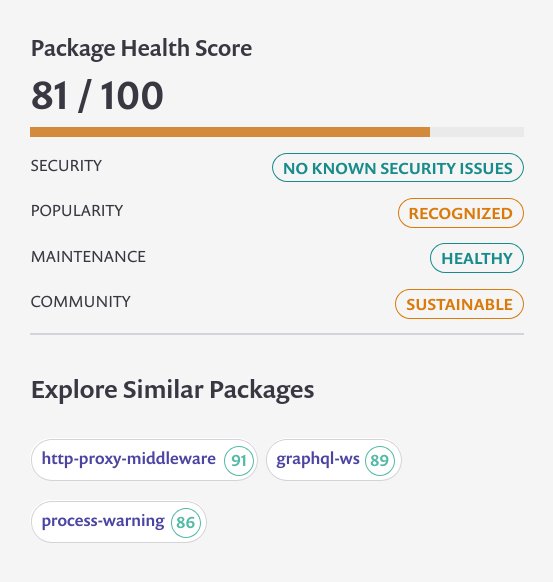 Package Health Score
81 / 100
SECURITY NO KNOWN SECURITY ISSUES
POPULARITY RECOGNIZED
MAINTENANCE HEALTHY
COMMUNITY SUSTAINABLE
Explore Similar Packages
http-proxy-middleware 91 graphql-ws 89
process-warning 86